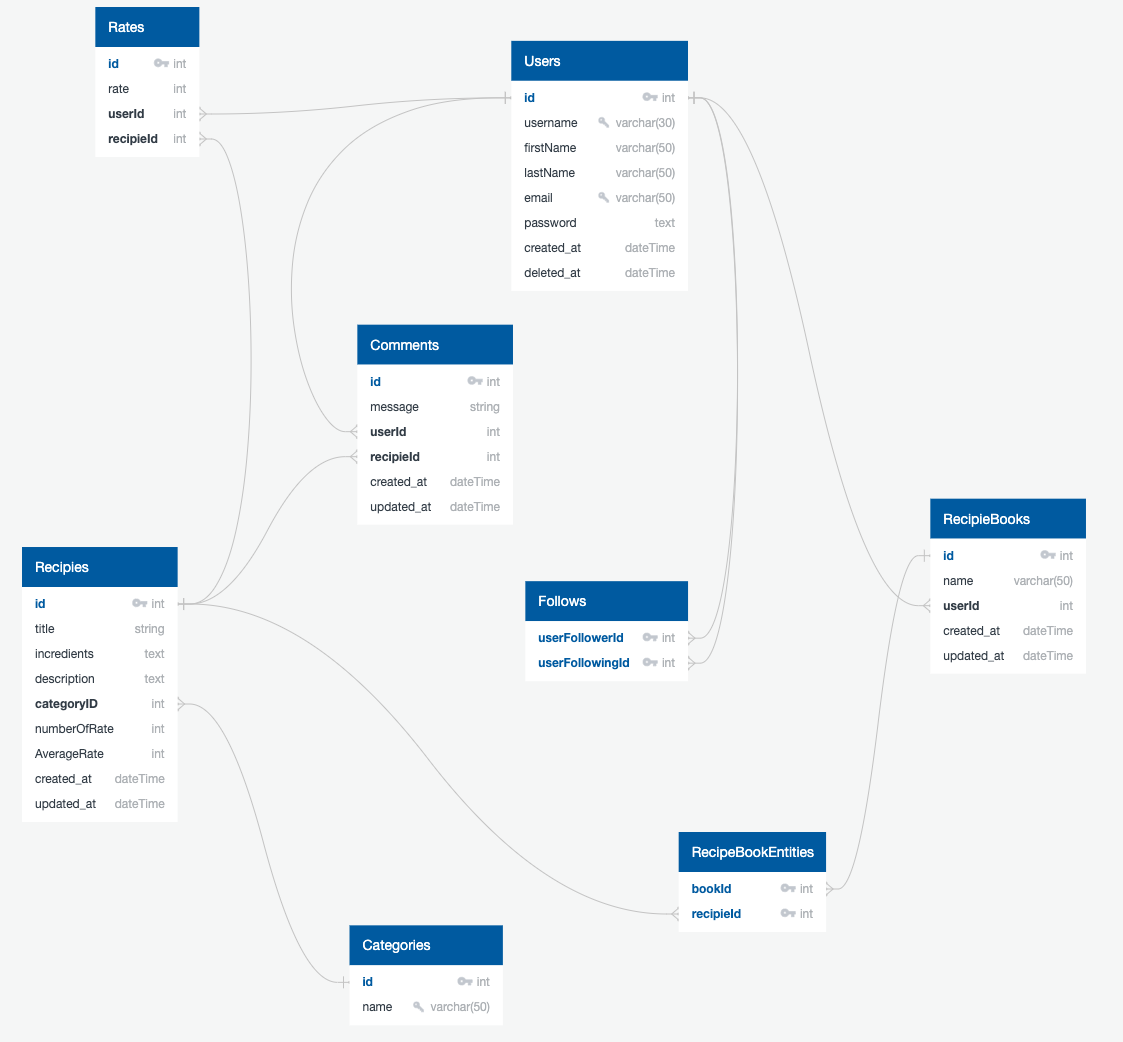 Rates
id int
rate int
userId int
recipieId int
Users
id int
username varchar(30)
firstName varchar(50)
lastName varchar(50)
email varchar(50)
password text
created_at dateTime
deleted_at dateTime
Comments
id int
message string
userId int
recipieId int
created_at dateTime
updated_at dateTime
RecipieBooks
id int
name varchar(50)
userId int
created_at dateTime
updated_at dateTime
Recipies
id int
title string
incredients text
description text
categoryID int
numberOfRate int
AverageRate int
created_at dateTime
updated_at dateTime
Follows
userFollowerId int
userFollowingId int
RecipeBookEntities
bookId int
recipieId int
Categories
id int
name varchar(50)